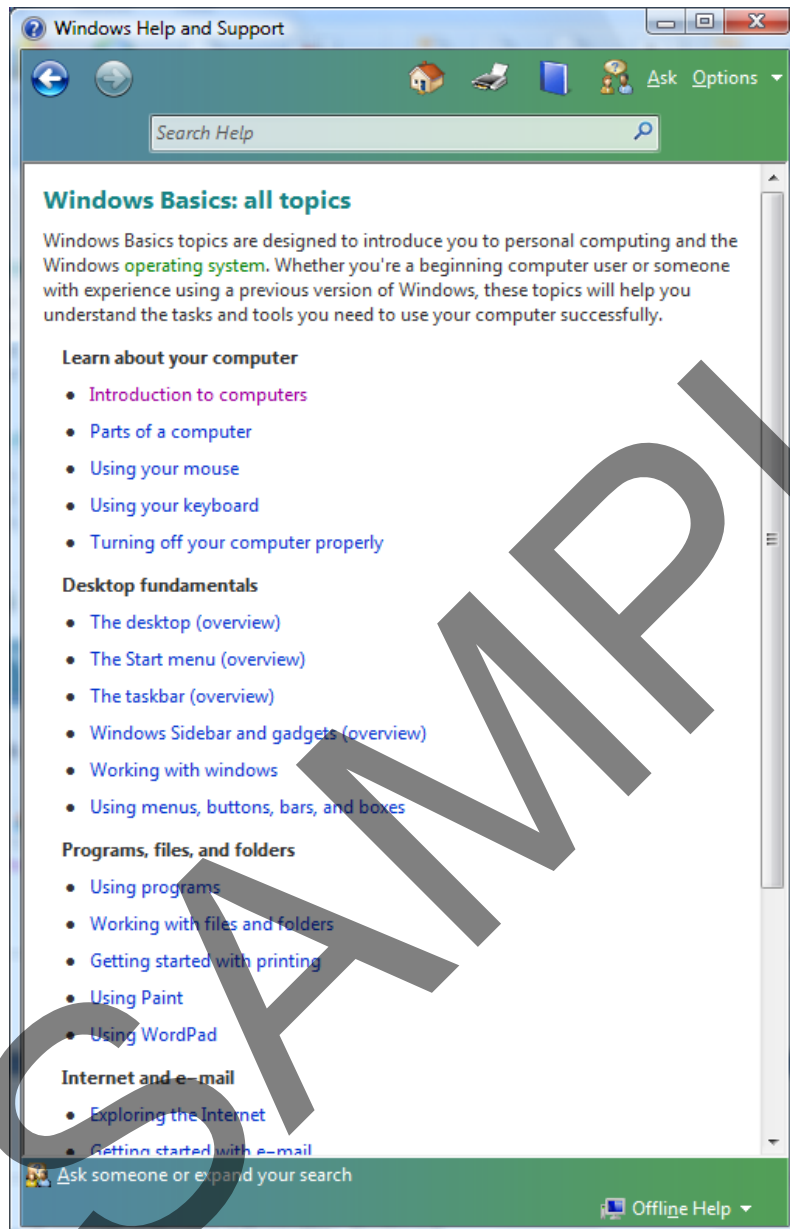 Windows Help and Support
Ask Options
Search Help
Windows Basics: all topics
Windows Basics topics are designed to introduce you to personal computing and the
Windows operating system. Whether you're a beginning computer user or someone
with experience using a previous version of Windows, these topics will help you
understand the tasks and tools you need to use your computer successfully.
Learn about your computer
• Introduction to computers
• Parts of a computer
• Using your mouse
• Using your keyboard
• Turning off your computer properly
Desktop fundamentals
• The desktop (overview)
• The Start menu (overview)
• The taskbar (overview)
• Windows Sidebar and gadgets (overview)
• Working with windows
• Using menus, buttons, bars, and boxes
Programs, files, and folders
• Using programs
• Working with files and folders
• Getting started with printing
• Using Paint
• Using WordPad
Internet and e-mail
• Exploring the Internet
• Getting started with e-mail
Ask someone or expand your search
Offline Help
SAMPL